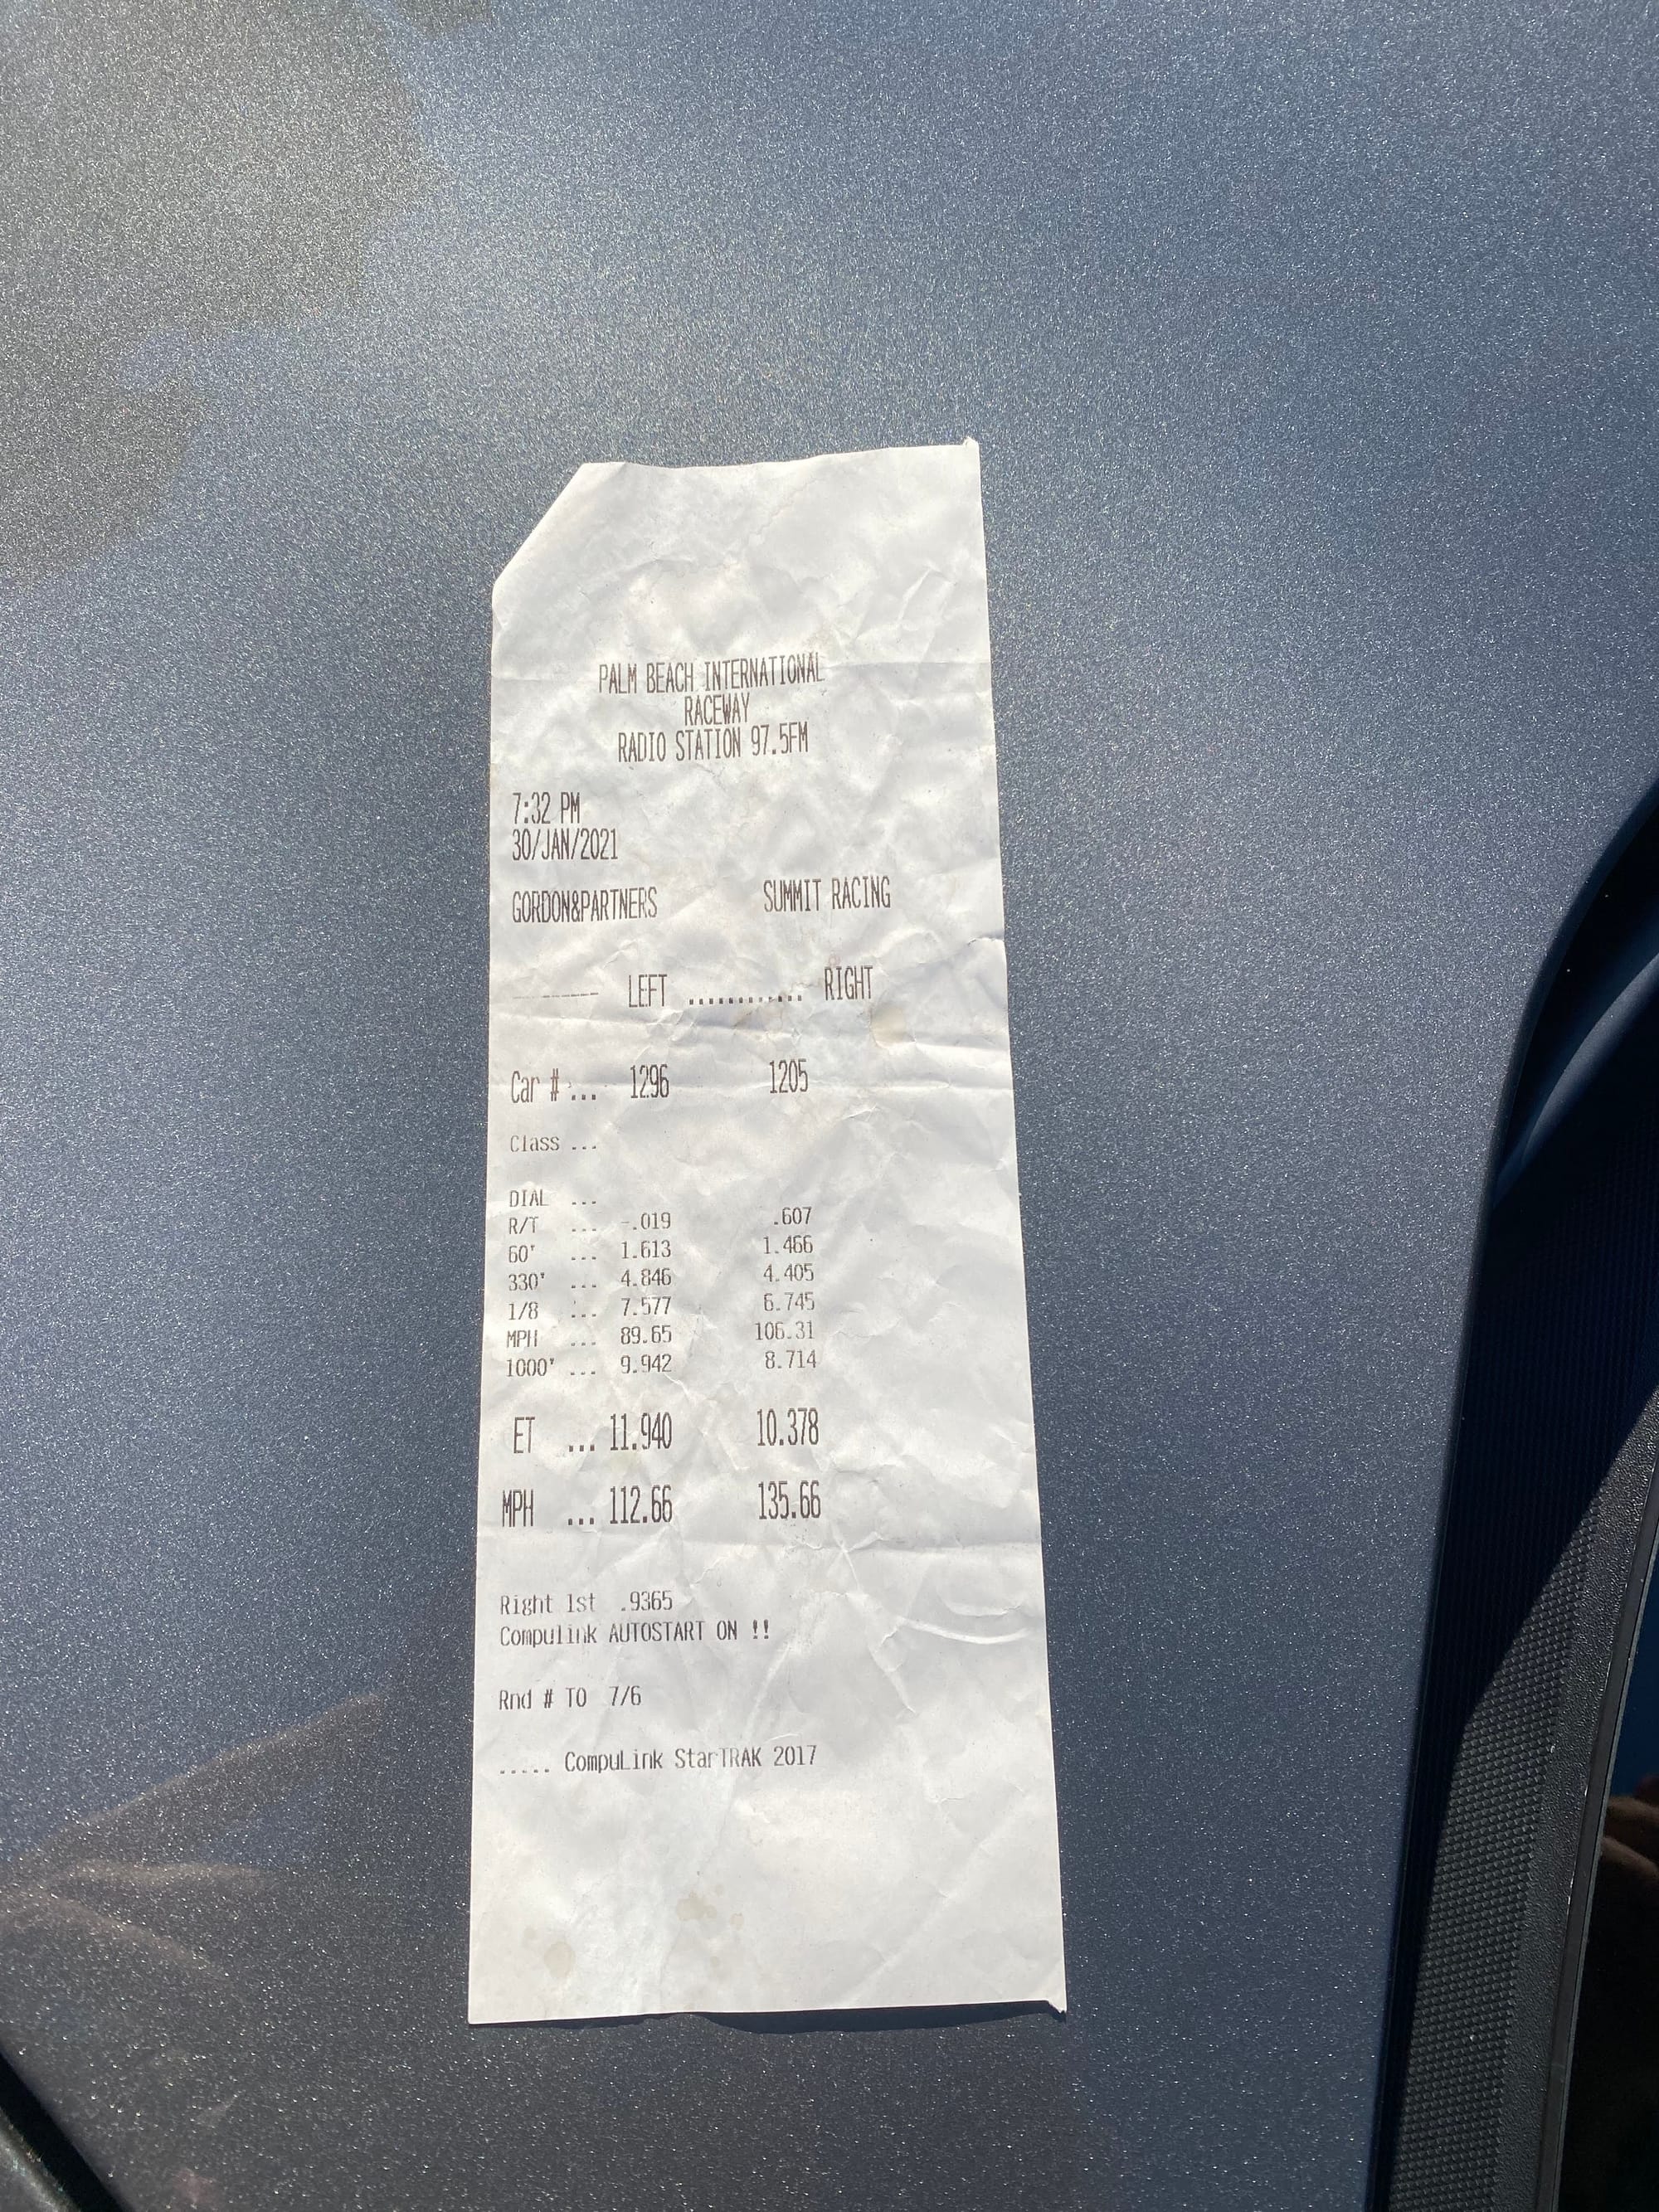 PALM BEACH INTERNATIONAL
RACEWAY
RADIO STATION 97.5FM
7:32 PM
30/JAN/2021
GORDON&PARTNERS SUMMIT RACING
------ LEFT ............ RIGHT
Car # ... 1296 1205
Class ...
DIAL ...
R/T ... -.019 .607
60' ... 1.613 1.466
330' ... 4.846 4.405
1/8 ... 7.577 6.745
MPH ... 89.65 106.31
1000' ... 9.942 8.714
ET ... 11.940 10.378
MPH ... 112.66 135.66
Right 1st .9365
Compulink AUTOSTART ON !!
Rnd # TO 7/6
..... CompuLink StarTRAK 2017